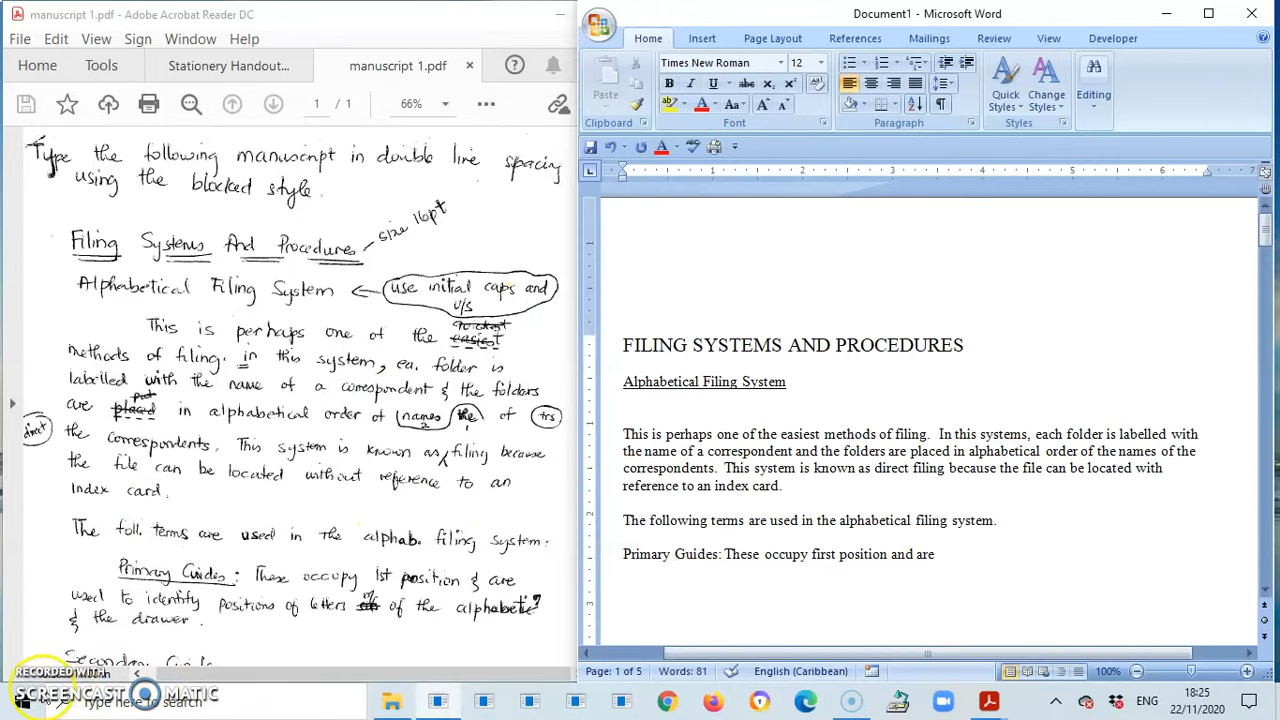 manuscript 1.pdf - Adobe Acrobat Reader DC
File Edit View Sign Window Help
Home Tools Stationery Handout... manuscript 1.pdf ×
1 / 1 66%
Type the following manuscript in double line spacing
using the blocked style.
Filing Systems And Procedures size 16pt
Alphabetical Filing System use initial caps and
u/s
This is perhaps one of the easiest quickest
methods of filing. in this system, ea. folder is
labelled with the name of a correspondent & the folders
are placed put in alphabetical order of names the of trs
direct
the correspondents. This system is known as filing because
the file can be located without reference to an
Index card.
The foll. terms are used in the alphab. filing system:
Primary Guides: These occupy 1st position & are
used to identify positions of letters of the
& the drawer.
Secondary Guide
RECORDED WITH
SCREENCAST MATIC
Type here to search
Document1 - Microsoft Word
Home Insert Page Layout References Mailings Review View Developer
Times New Roman 12
Paste
Quick Styles
Change Styles
Editing
Clipboard Font Paragraph Styles
1 2 3 4 5 6 7
FILING SYSTEMS AND PROCEDURES
Alphabetical Filing System
This is perhaps one of the easiest methods of filing. In this systems, each folder is labelled with
the name of a correspondent and the folders are placed in alphabetical order of the names of the
correspondents. This system is known as direct filing because the file can be located with
reference to an index card.
The following terms are used in the alphabetical filing system.
Primary Guides: These occupy first position and are
Page: 1 of 5 Words: 81 English (Caribbean) 100%
ENG 18:25
22/11/2020